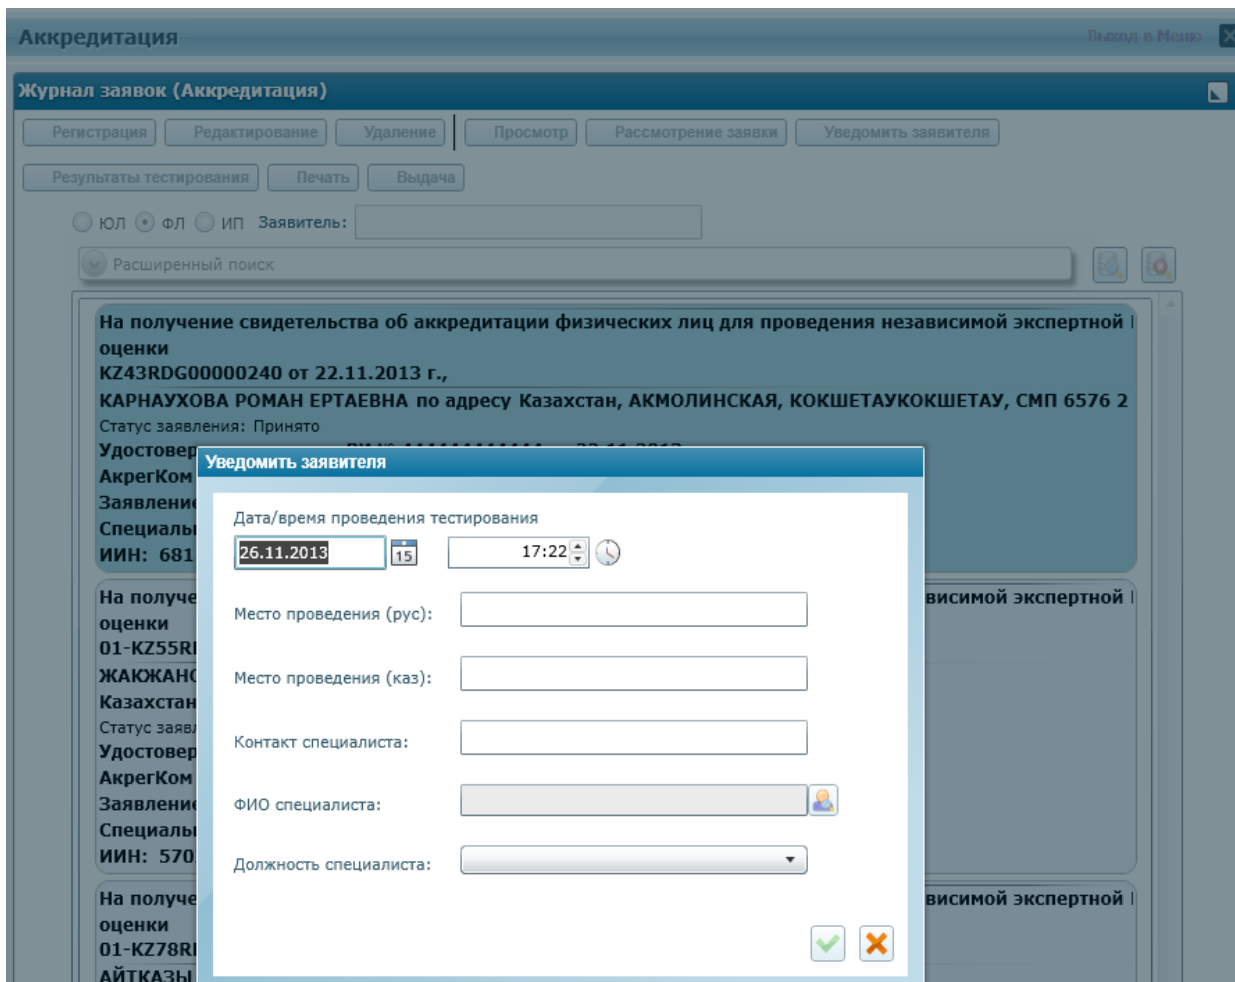 Аккредитация
Выход в Меню
Журнал заявок (Аккредитация)
Регистрация Редактирование Удаление Просмотр Рассмотрение заявки Уведомить заявителя
Результаты тестирования Печать Выдача
ЮЛ ФЛ ИП Заявитель:
Расширенный поиск
На получение свидетельства об аккредитации физических лиц для проведения независимой экспертной
оценки
KZ43RDG00000240 от 22.11.2013 г.,
КАРНАУХОВА РОМАН ЕРТАЕВНА по адресу Казахстан, АКМОЛИНСКАЯ, КОКШЕТАУКОКШЕТАУ, СМП 6576 2
Статус заявления: Принято
Удостовер
АкрегКом
Заявление
Специаль
ИИН: 681
Уведомить заявителя
Дата/время проведения тестирования
26.11.2013 15 17:22
Место проведения (рус):
Место проведения (каз):
Контакт специалиста:
ФИО специалиста:
Должность специалиста:
На получе висимой экспертной
оценки
01-KZ55R
ЖАКЖАНО
Казахстан
Статус заяв
Удостовер
АкрегКом
Заявление
Специаль
ИИН: 570
На получе висимой экспертной
оценки
01-KZ78R
АЙТКАЗЫ